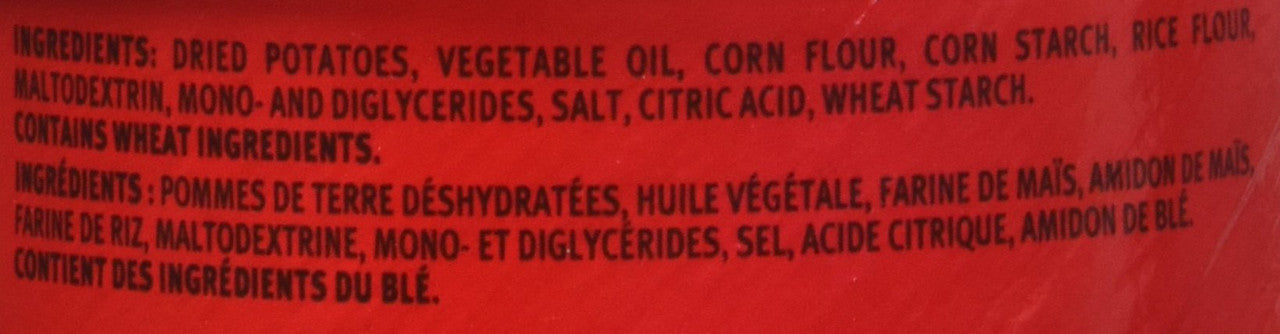 INGREDIENTS: DRIED POTATOES, VEGETABLE OIL, CORN FLOUR, CORN STARCH, RICE FLOUR,
MALTODEXTRIN, MONO- AND DIGLYCERIDES, SALT, CITRIC ACID, WHEAT STARCH.
CONTAINS WHEAT INGREDIENTS.
INGRÉDIENTS : POMMES DE TERRE DÉSHYDRATÉES, HUILE VÉGÉTALE, FARINE DE MAÏS, AMIDON DE MAÏS,
FARINE DE RIZ, MALTODEXTRINE, MONO- ET DIGLYCÉRIDES, SEL, ACIDE CITRIQUE, AMIDON DE BLÉ.
CONTIENT DES INGRÉDIENTS DU BLÉ.